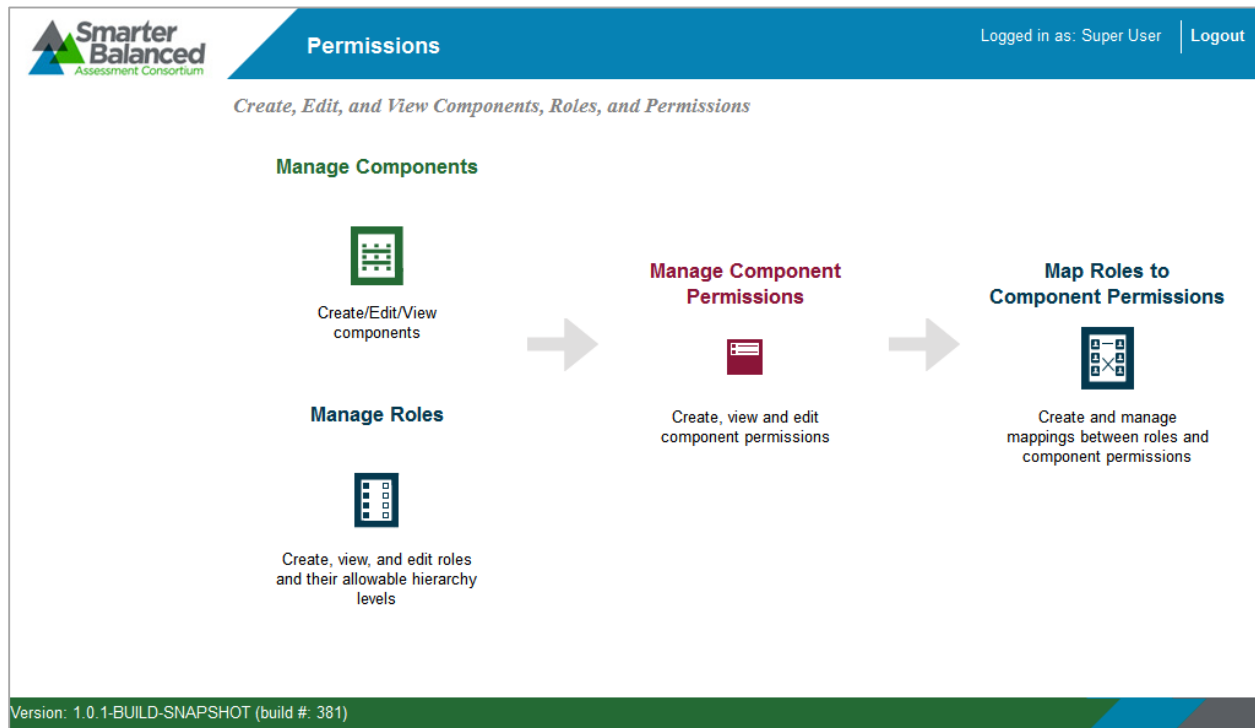 Smarter
Balanced
Assessment Consortium
Permissions
Logged in as: Super User
Logout
Create, Edit, and View Components, Roles, and Permissions
Manage Components
Create/Edit/View
components
Manage Roles
Create, view, and edit roles
and their allowable hierarchy
levels
Manage Component
Permissions
Create, view and edit
component permissions
Map Roles to
Component Permissions
Create and manage
mappings between roles and
component permissions
Version: 1.0.1-BUILD-SNAPSHOT (build #: 381)